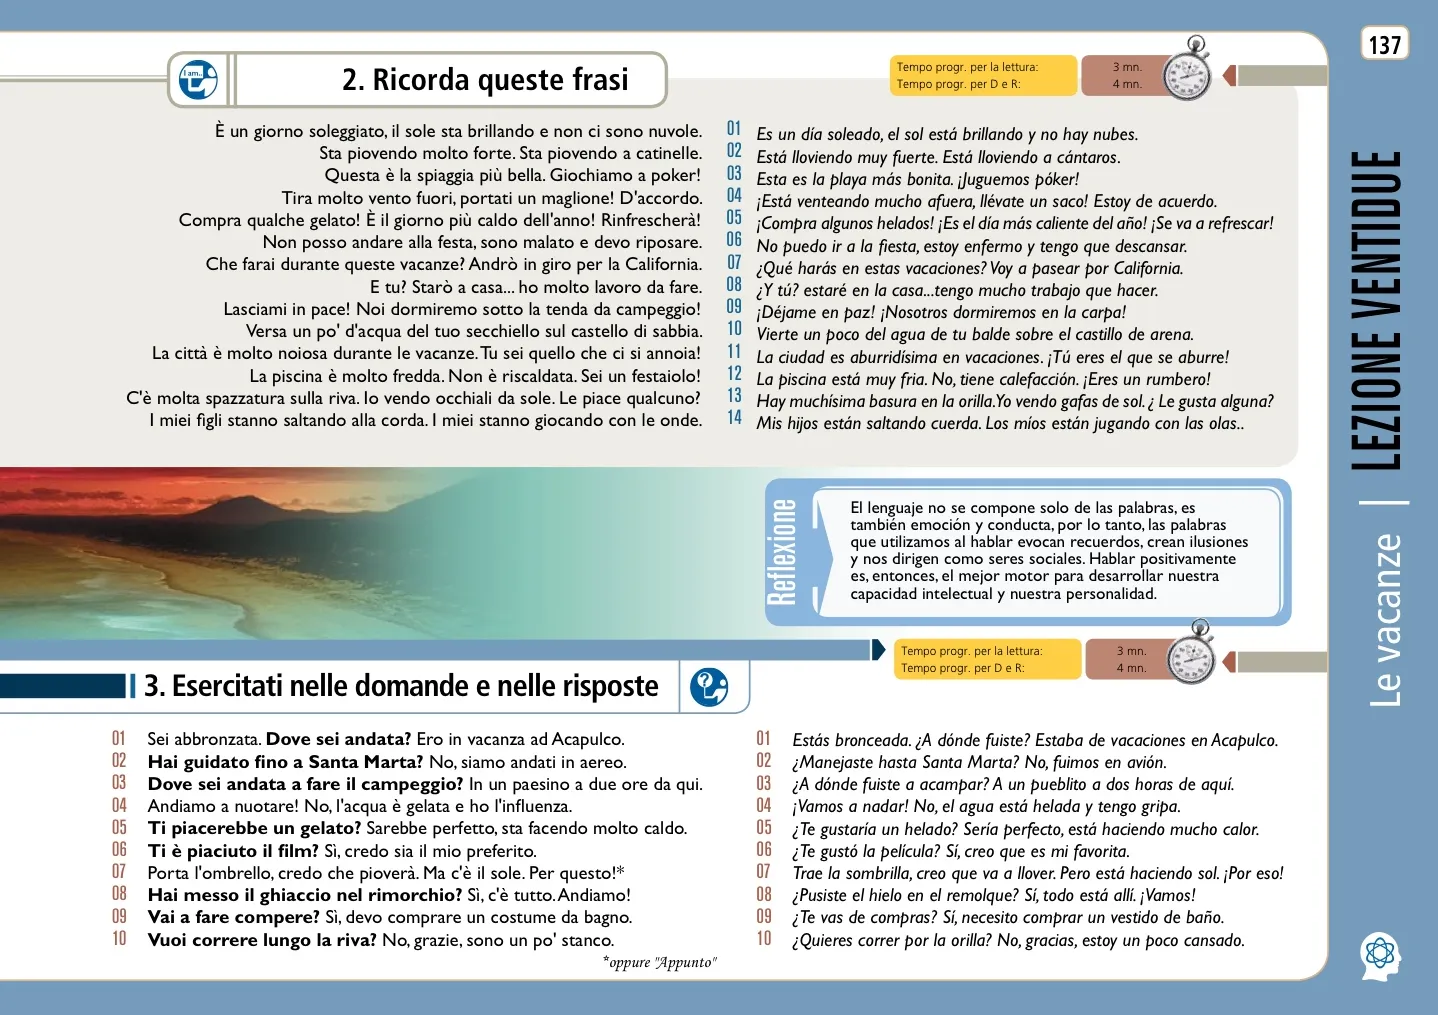 137
I am..
2. Ricorda queste frasi
Tempo progr. per la lettura: 3 mn.
Tempo progr. per D e R: 4 mn.
È un giorno soleggiato, il sole sta brillando e non ci sono nuvole. 01 Es un día soleado, el sol está brillando y no hay nubes.
Sta piovendo molto forte. Sta piovendo a catinelle. 02 Está lloviendo muy fuerte. Está lloviendo a cántaros.
Questa è la spiaggia più bella. Giochiamo a poker! 03 Esta es la playa más bonita. ¡Juguemos póker!
Tira molto vento fuori, portati un maglione! D'accordo. 04 ¡Está venteando mucho afuera, llévate un saco! Estoy de acuerdo.
Compra qualche gelato! È il giorno più caldo dell'anno! Rinfrescherà! 05 ¡Compra algunos helados! ¡Es el día más caliente del año! ¡Se va a refrescar!
Non posso andare alla festa, sono malato e devo riposare. 06 No puedo ir a la fiesta, estoy enfermo y tengo que descansar.
Che farai durante queste vacanze? Andrò in giro per la California. 07 ¿Qué harás en estas vacaciones? Voy a pasear por California.
E tu? Starò a casa... ho molto lavoro da fare. 08 ¿Y tú? estaré en la casa...tengo mucho trabajo que hacer.
Lasciami in pace! Noi dormiremo sotto la tenda da campeggio! 09 ¡Déjame en paz! ¡Nosotros dormiremos en la carpa!
Versa un po' d'acqua del tuo secchiello sul castello di sabbia. 10 Vierte un poco del agua de tu balde sobre el castillo de arena.
La città è molto noiosa durante le vacanze. Tu sei quello che ci si annoia! 11 La ciudad es aburridísima en vacaciones. ¡Tú eres el que se aburre!
La piscina è molto fredda. Non è riscaldata. Sei un festaiolo! 12 La piscina está muy fria. No, tiene calefacción. ¡Eres un rumbero!
C'è molta spazzatura sulla riva. Io vendo occhiali da sole. Le piace qualcuno? 13 Hay muchísima basura en la orilla.Yo vendo gafas de sol. ¿ Le gusta alguna?
I miei figli stanno saltando alla corda. I miei stanno giocando con le onde. 14 Mis hijos están saltando cuerda. Los míos están jugando con las olas..
Reflexione
El lenguaje no se compone solo de las palabras, es
también emoción y conducta, por lo tanto, las palabras
que utilizamos al hablar evocan recuerdos, crean ilusiones
y nos dirigen como seres sociales. Hablar positivamente
es, entonces, el mejor motor para desarrollar nuestra
capacidad intelectual y nuestra personalidad.
Tempo progr. per la lettura: 3 mn.
Tempo progr. per D e R: 4 mn.
3. Esercitati nelle domande e nelle risposte
?
01 Sei abbronzata. Dove sei andata? Ero in vacanza ad Acapulco. 01 Estás bronceada. ¿A dónde fuiste? Estaba de vacaciones en Acapulco.
02 Hai guidato fino a Santa Marta? No, siamo andati in aereo. 02 ¿Manejaste hasta Santa Marta? No, fuimos en avión.
03 Dove sei andata a fare il campeggio? In un paesino a due ore da qui. 03 ¿A dónde fuiste a acampar? A un pueblito a dos horas de aquí.
04 Andiamo a nuotare! No, l'acqua è gelata e ho l'influenza. 04 ¡Vamos a nadar! No, el agua está helada y tengo gripa.
05 Ti piacerebbe un gelato? Sarebbe perfetto, sta facendo molto caldo. 05 ¿Te gustaría un helado? Sería perfecto, está haciendo mucho calor.
06 Ti è piaciuto il film? Sì, credo sia il mio preferito. 06 ¿Te gustó la película? Sí, creo que es mi favorita.
07 Porta l'ombrello, credo che pioverà. Ma c'è il sole. Per questo!* 07 Trae la sombrilla, creo que va a llover. Pero está haciendo sol. ¡Por eso!
08 Hai messo il ghiaccio nel rimorchio? Sì, c'è tutto. Andiamo! 08 ¿Pusiste el hielo en el remolque? Sí, todo está allí. ¡Vamos!
09 Vai a fare compere? Sì, devo comprare un costume da bagno. 09 ¿Te vas de compras? Sí, necesito comprar un vestido de baño.
10 Vuoi correre lungo la riva? No, grazie, sono un po' stanco. 10 ¿Quieres correr por la orilla? No, gracias, estoy un poco cansado.
*oppure "Appunto"
Le vacanze | LEZIONE VENTIDUE